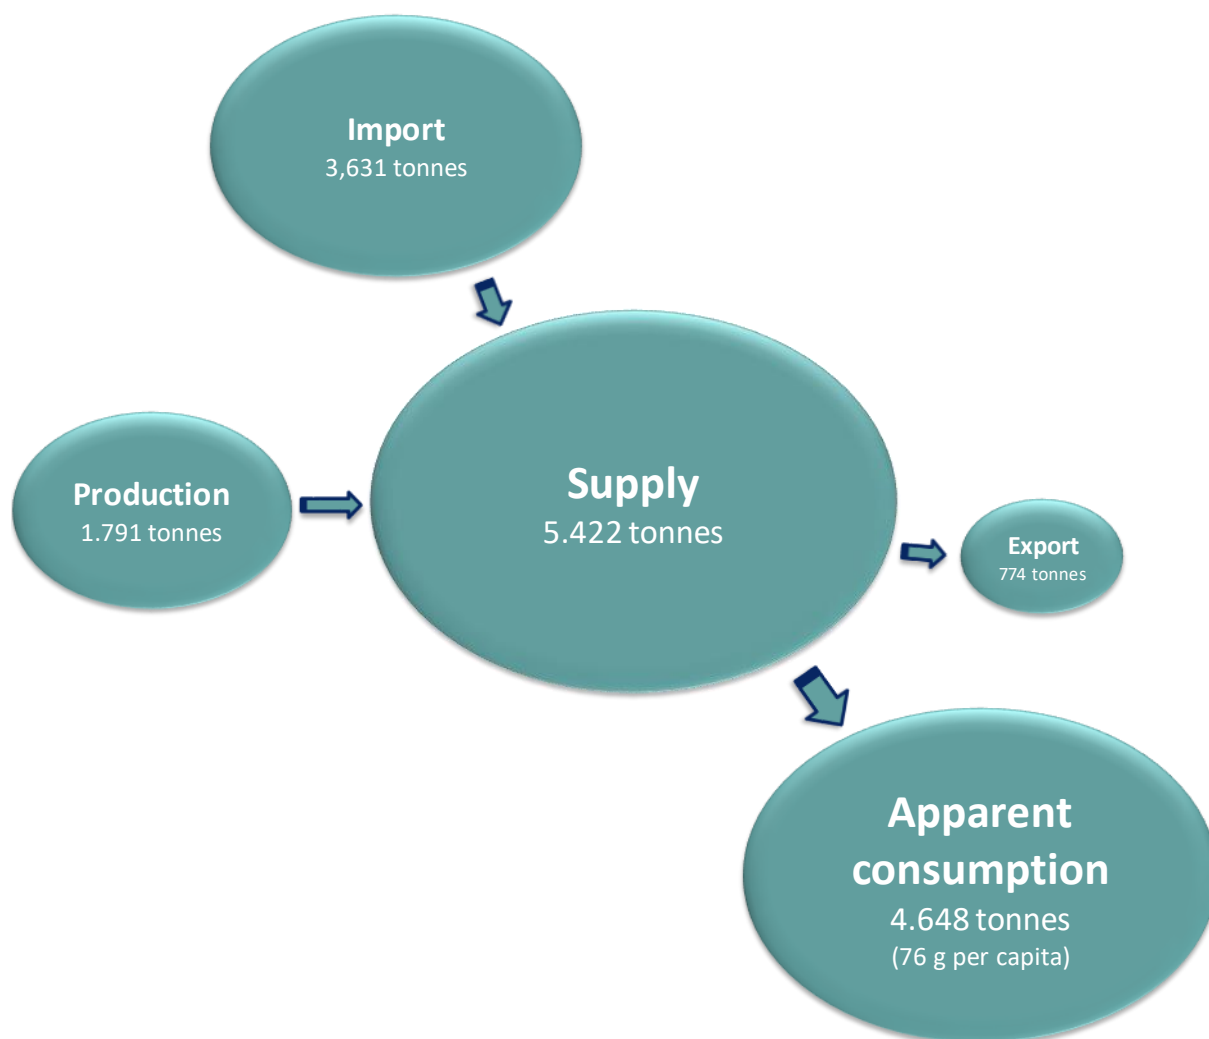 Import
3,631 tonnes
Production
1.791 tonnes
Supply
5.422 tonnes
Export
774 tonnes
Apparent
consumption
4.648 tonnes
(76 g per capita)